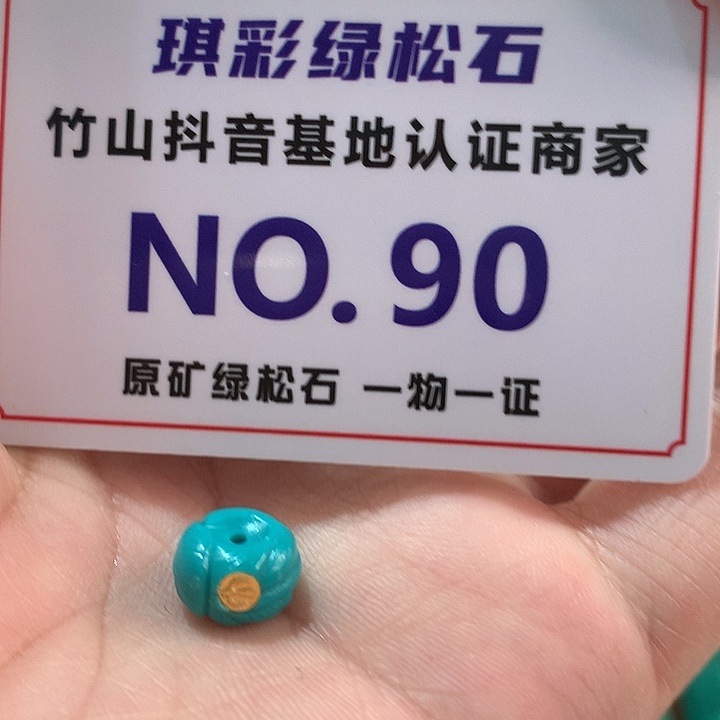 琪彩绿松石
竹山抖音基地认证商家
NO. 90
原矿绿松石 一物一证